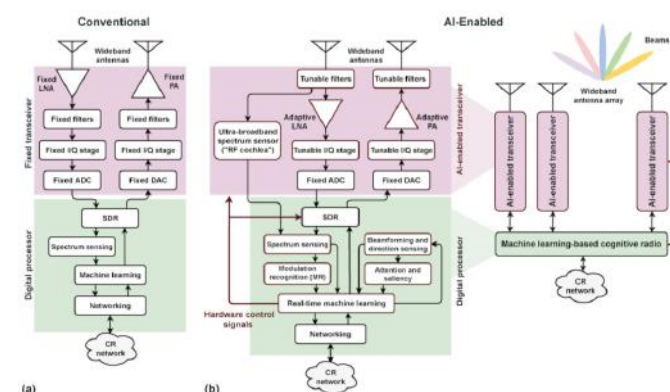 Conventional
Wideband
antennas
Fixed
LNA
Fixed
PA
Fixed filters
Fixed filters
Fixed I/Q stage
Fixed I/Q stage
Fixed ADC
Fixed DAC
Fixed transceiver
SDR
Spectrum sensing
Machine learning
Networking
Digital processor
CR
network
(a)
AI-Enabled
Wideband
antennas
Tunable filters
Tunable filters
Adaptive
LNA
Adaptive
PA
Ultra-broadband
spectrum sensor
("RF cochlea")
Tunable I/Q stage
Tunable I/Q stage
Fixed ADC
Fixed DAC
AI-enabled transceiver
SDR
Spectrum sensing
Beamforming and
direction sensing
Modulation
recognition (MR)
Attention and
saliency
Real-time machine learning
Hardware control
signals
Networking
Digital processor
CR
network
(b)
Beams
Wideband
antenna array
AI-enabled transceiver
AI-enabled transceiver
AI-enabled transceiver
Machine learning-based cognitive radio
CR
network